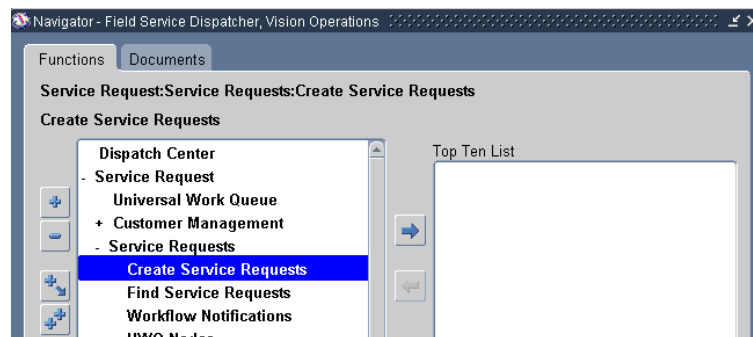 Navigator - Field Service Dispatcher, Vision Operations
Functions Documents
Service Request:Service Requests:Create Service Requests
Create Service Requests
Top Ten List
Dispatch Center
- Service Request
Universal Work Queue
+ Customer Management
- Service Requests
Create Service Requests
Find Service Requests
Workflow Notifications